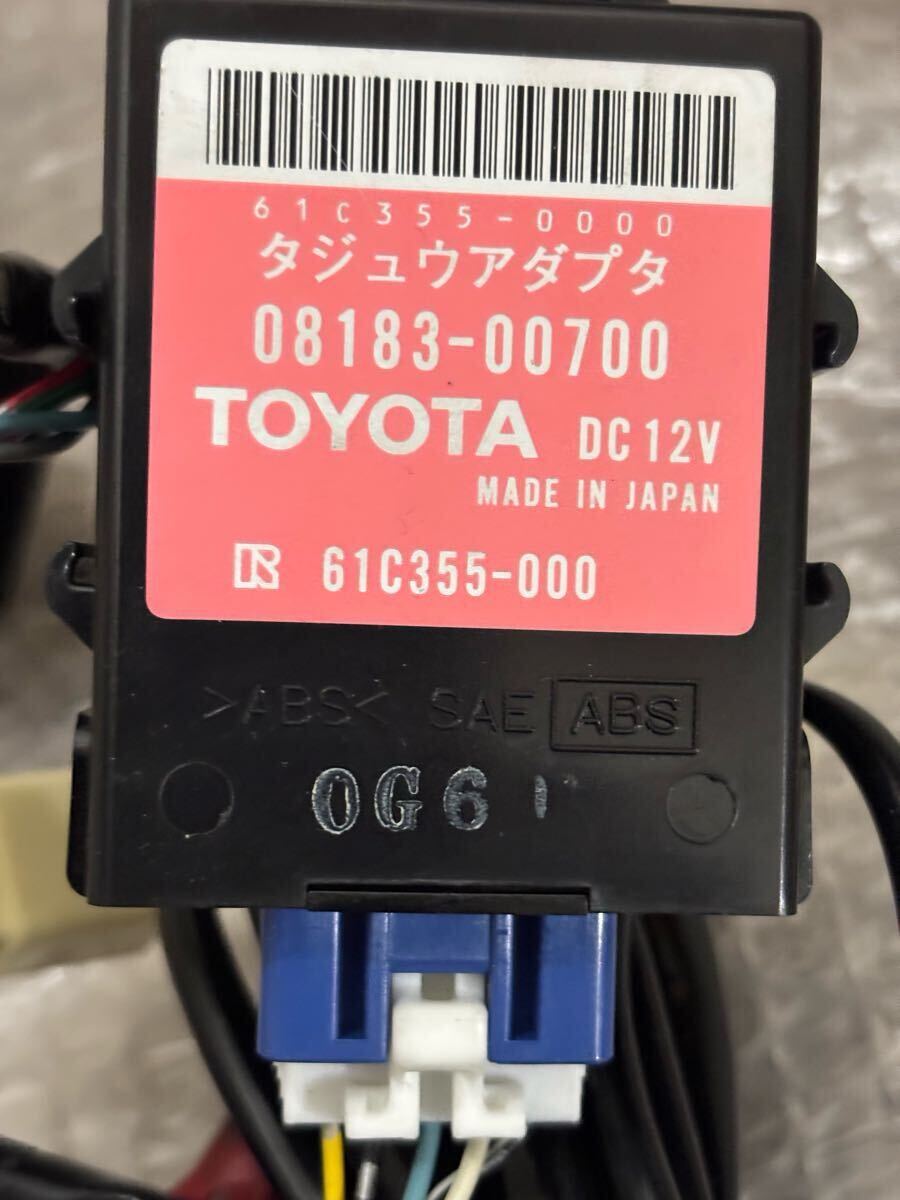 61C355-0000
タジュウアダプタ
08183-00700
TOYOTA DC12V
MADE IN JAPAN
61C355-000
>ABS< SAE ABS
0G6